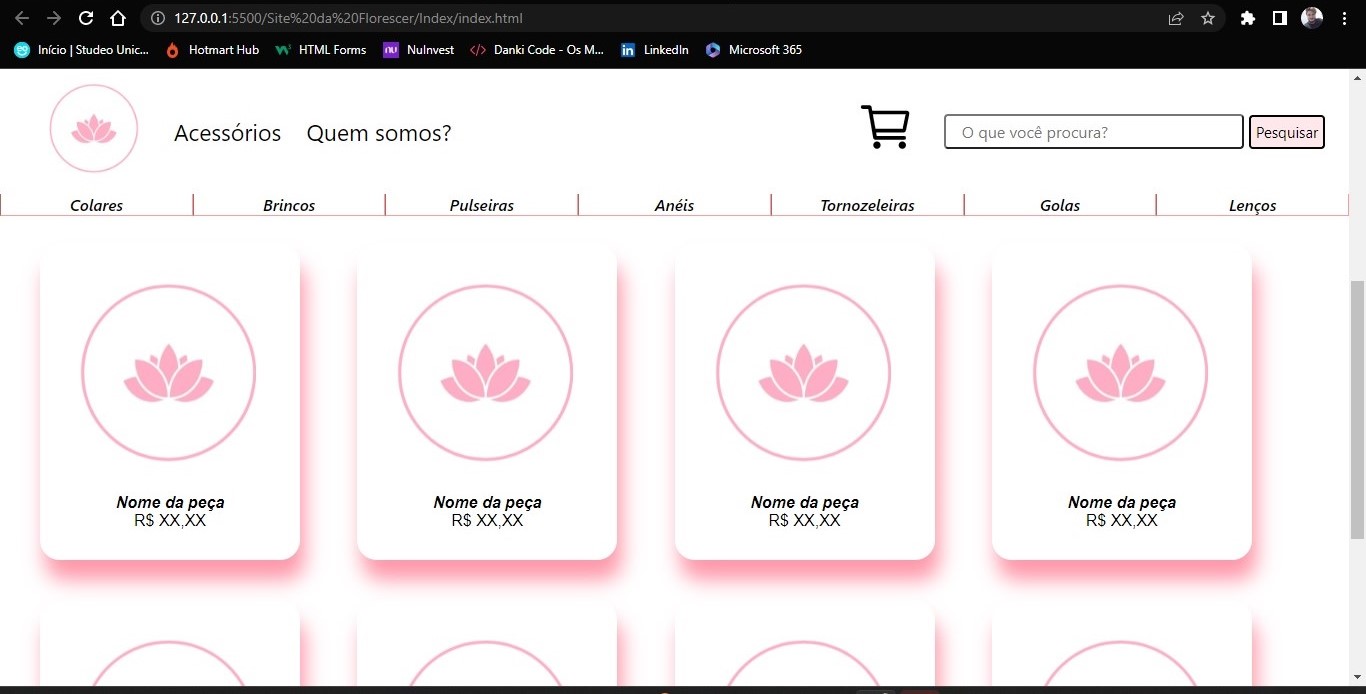 127.0.0.1:5500/Site%20da%20Florescer/Index/index.html
Início | Studeo Unic... Hotmart Hub HTML Forms nu NuInvest Danki Code - Os M... in LinkedIn Microsoft 365
Acessórios Quem somos? O que você procura? Pesquisar
Colares Brincos Pulseiras Anéis Tornozeleiras Golas Lenços
Nome da peça Nome da peça Nome da peça Nome da peça
R$ XX,XX R$ XX,XX R$ XX,XX R$ XX,XX